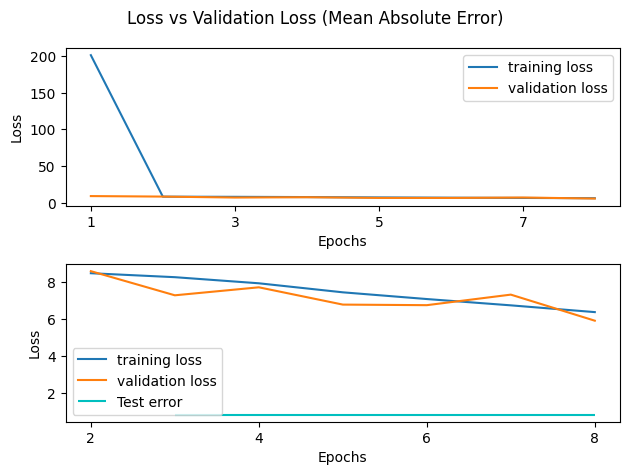 Loss vs Validation Loss (Mean Absolute Error)
200
150
100
50
0
Loss
training loss
validation loss
1
3
5
7
Epochs
8
6
4
2
Loss
training loss
validation loss
Test error
2
4
6
8
Epochs